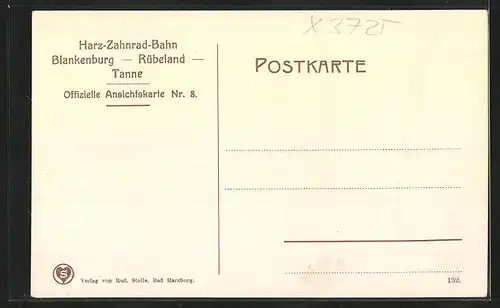 X3725
Harz-Zahnrad-Bahn
Blankenburg — Rübeland —
Tanne
Offizielle Ansichtskarte Nr. 8.
POSTKARTE
S
Verlag von Rud. Stolle, Bad Harzburg.
132.